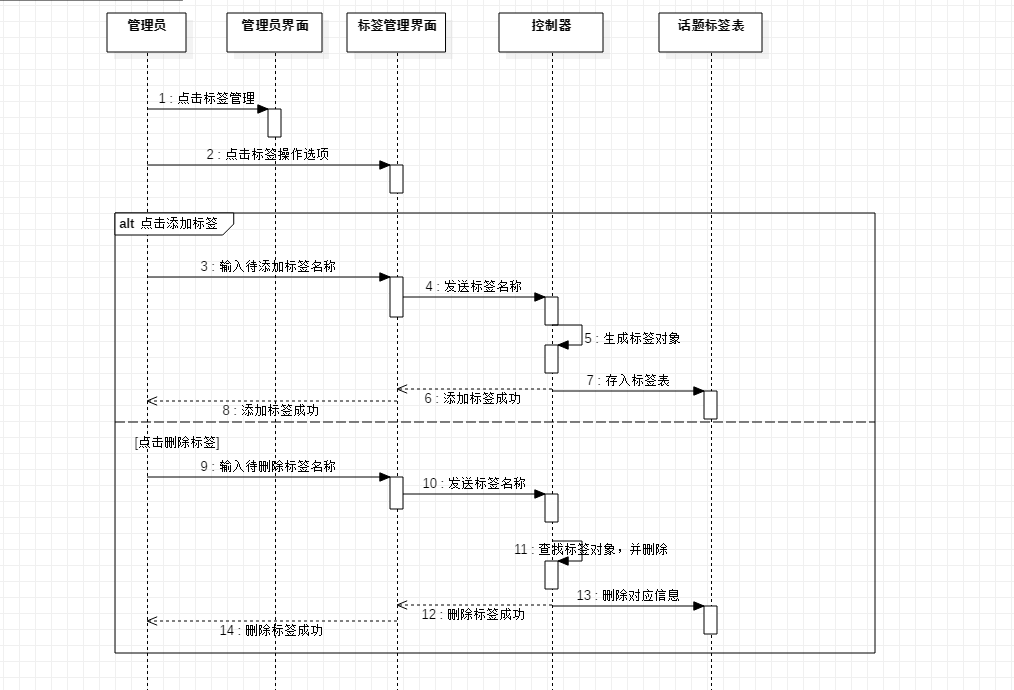 管理员
管理员界面
标签管理界面
控制器
话题标签表
1 : 点击标签管理
2 : 点击标签操作选项
alt 点击添加标签
3 : 输入待添加标签名称
4 : 发送标签名称
5 : 生成标签对象
7 : 存入标签表
6 : 添加标签成功
8 : 添加标签成功
[点击删除标签]
9 : 输入待删除标签名称
10 : 发送标签名称
11 : 查找标签对象，并删除
13 : 删除对应信息
12 : 删除标签成功
14 : 删除标签成功